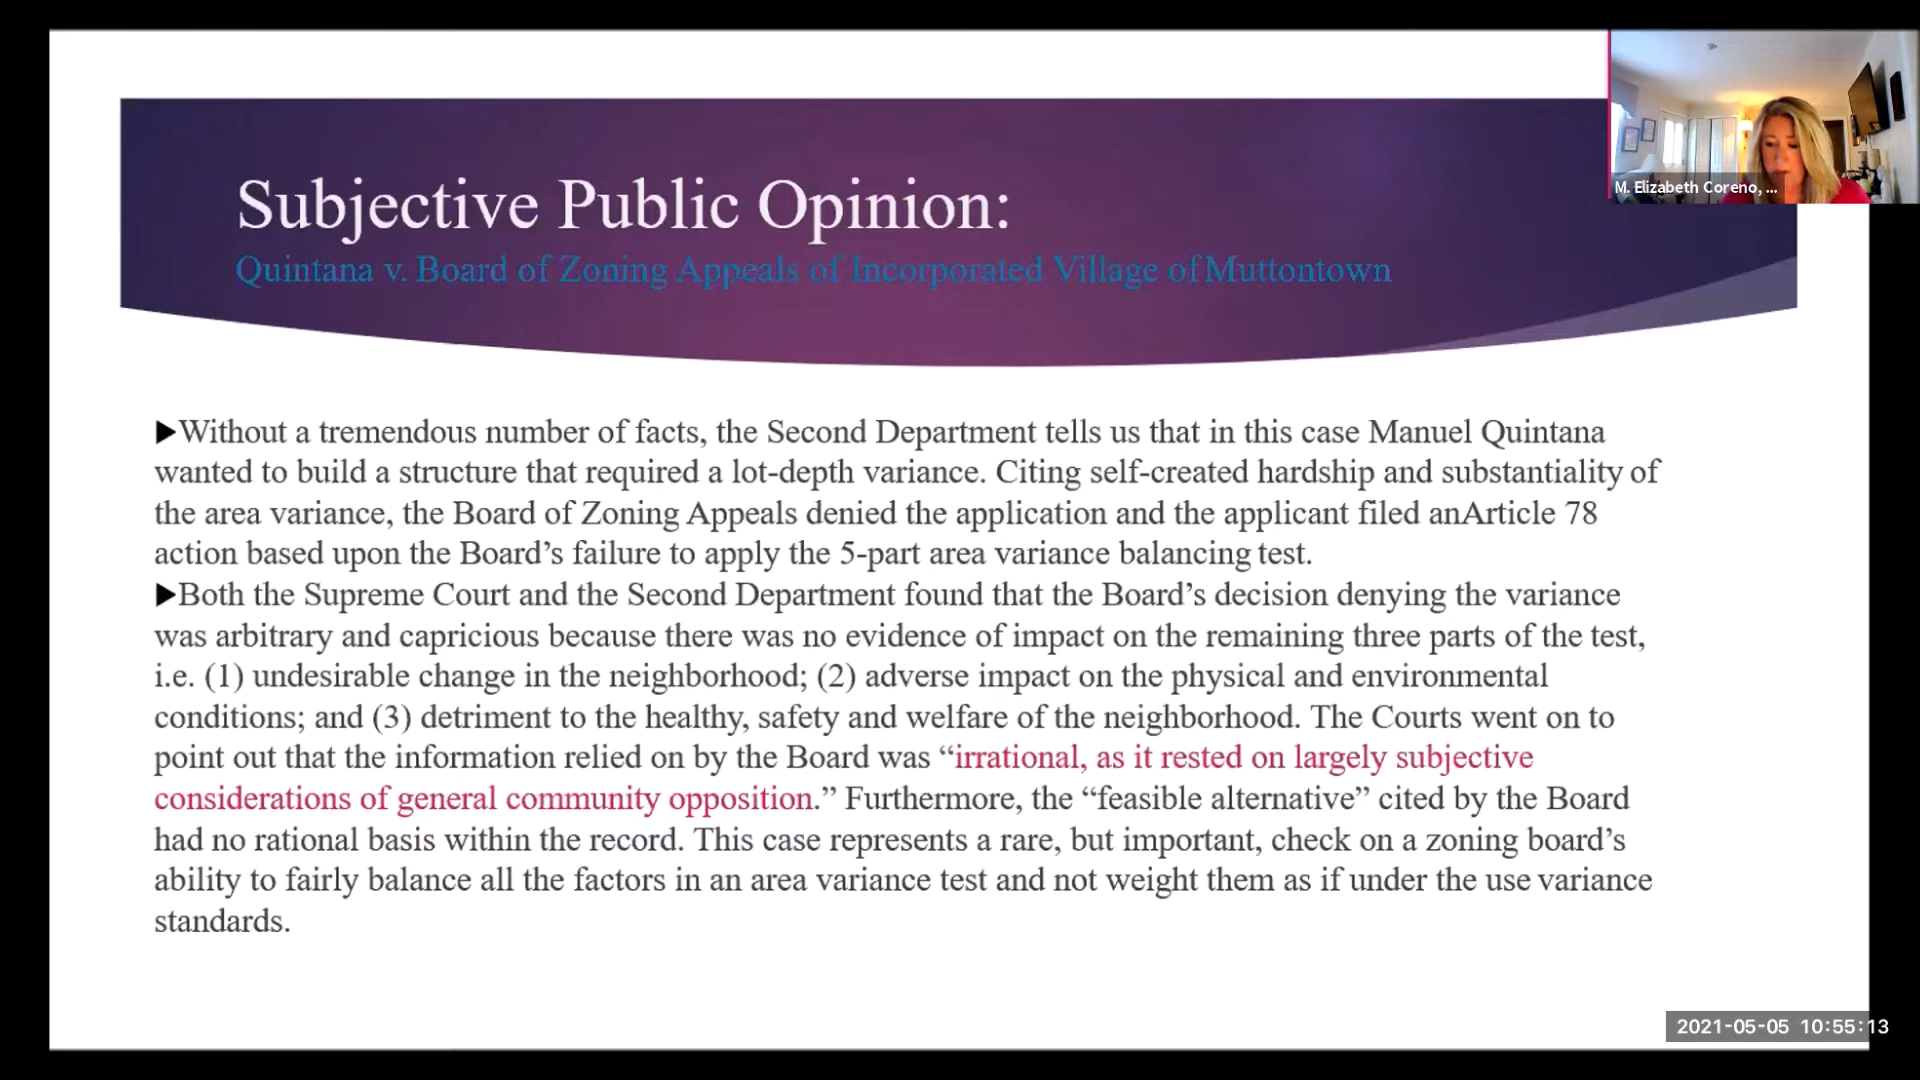 Subjective Public Opinion:
Quintana v. Board of Zoning Appeals of Incorporated Village of Muttontown
M. Elizabeth Coreno, ...
▶Without a tremendous number of facts, the Second Department tells us that in this case Manuel Quintana
wanted to build a structure that required a lot-depth variance. Citing self-created hardship and substantiality of
the area variance, the Board of Zoning Appeals denied the application and the applicant filed anArticle 78
action based upon the Board’s failure to apply the 5-part area variance balancing test.
▶Both the Supreme Court and the Second Department found that the Board’s decision denying the variance
was arbitrary and capricious because there was no evidence of impact on the remaining three parts of the test,
i.e. (1) undesirable change in the neighborhood; (2) adverse impact on the physical and environmental
conditions; and (3) detriment to the healthy, safety and welfare of the neighborhood. The Courts went on to
point out that the information relied on by the Board was “irrational, as it rested on largely subjective
considerations of general community opposition.” Furthermore, the “feasible alternative” cited by the Board
had no rational basis within the record. This case represents a rare, but important, check on a zoning board’s
ability to fairly balance all the factors in an area variance test and not weight them as if under the use variance
standards.
2021-05-05 10:55:13